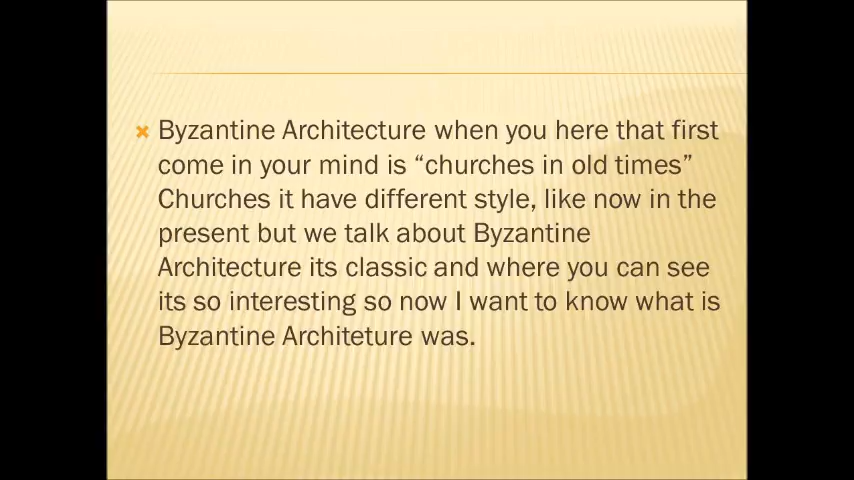 Byzantine Architecture when you here that first
come in your mind is “churches in old times”
Churches it have different style, like now in the
present but we talk about Byzantine
Architecture its classic and where you can see
its so interesting so now I want to know what is
Byzantine Architeture was.